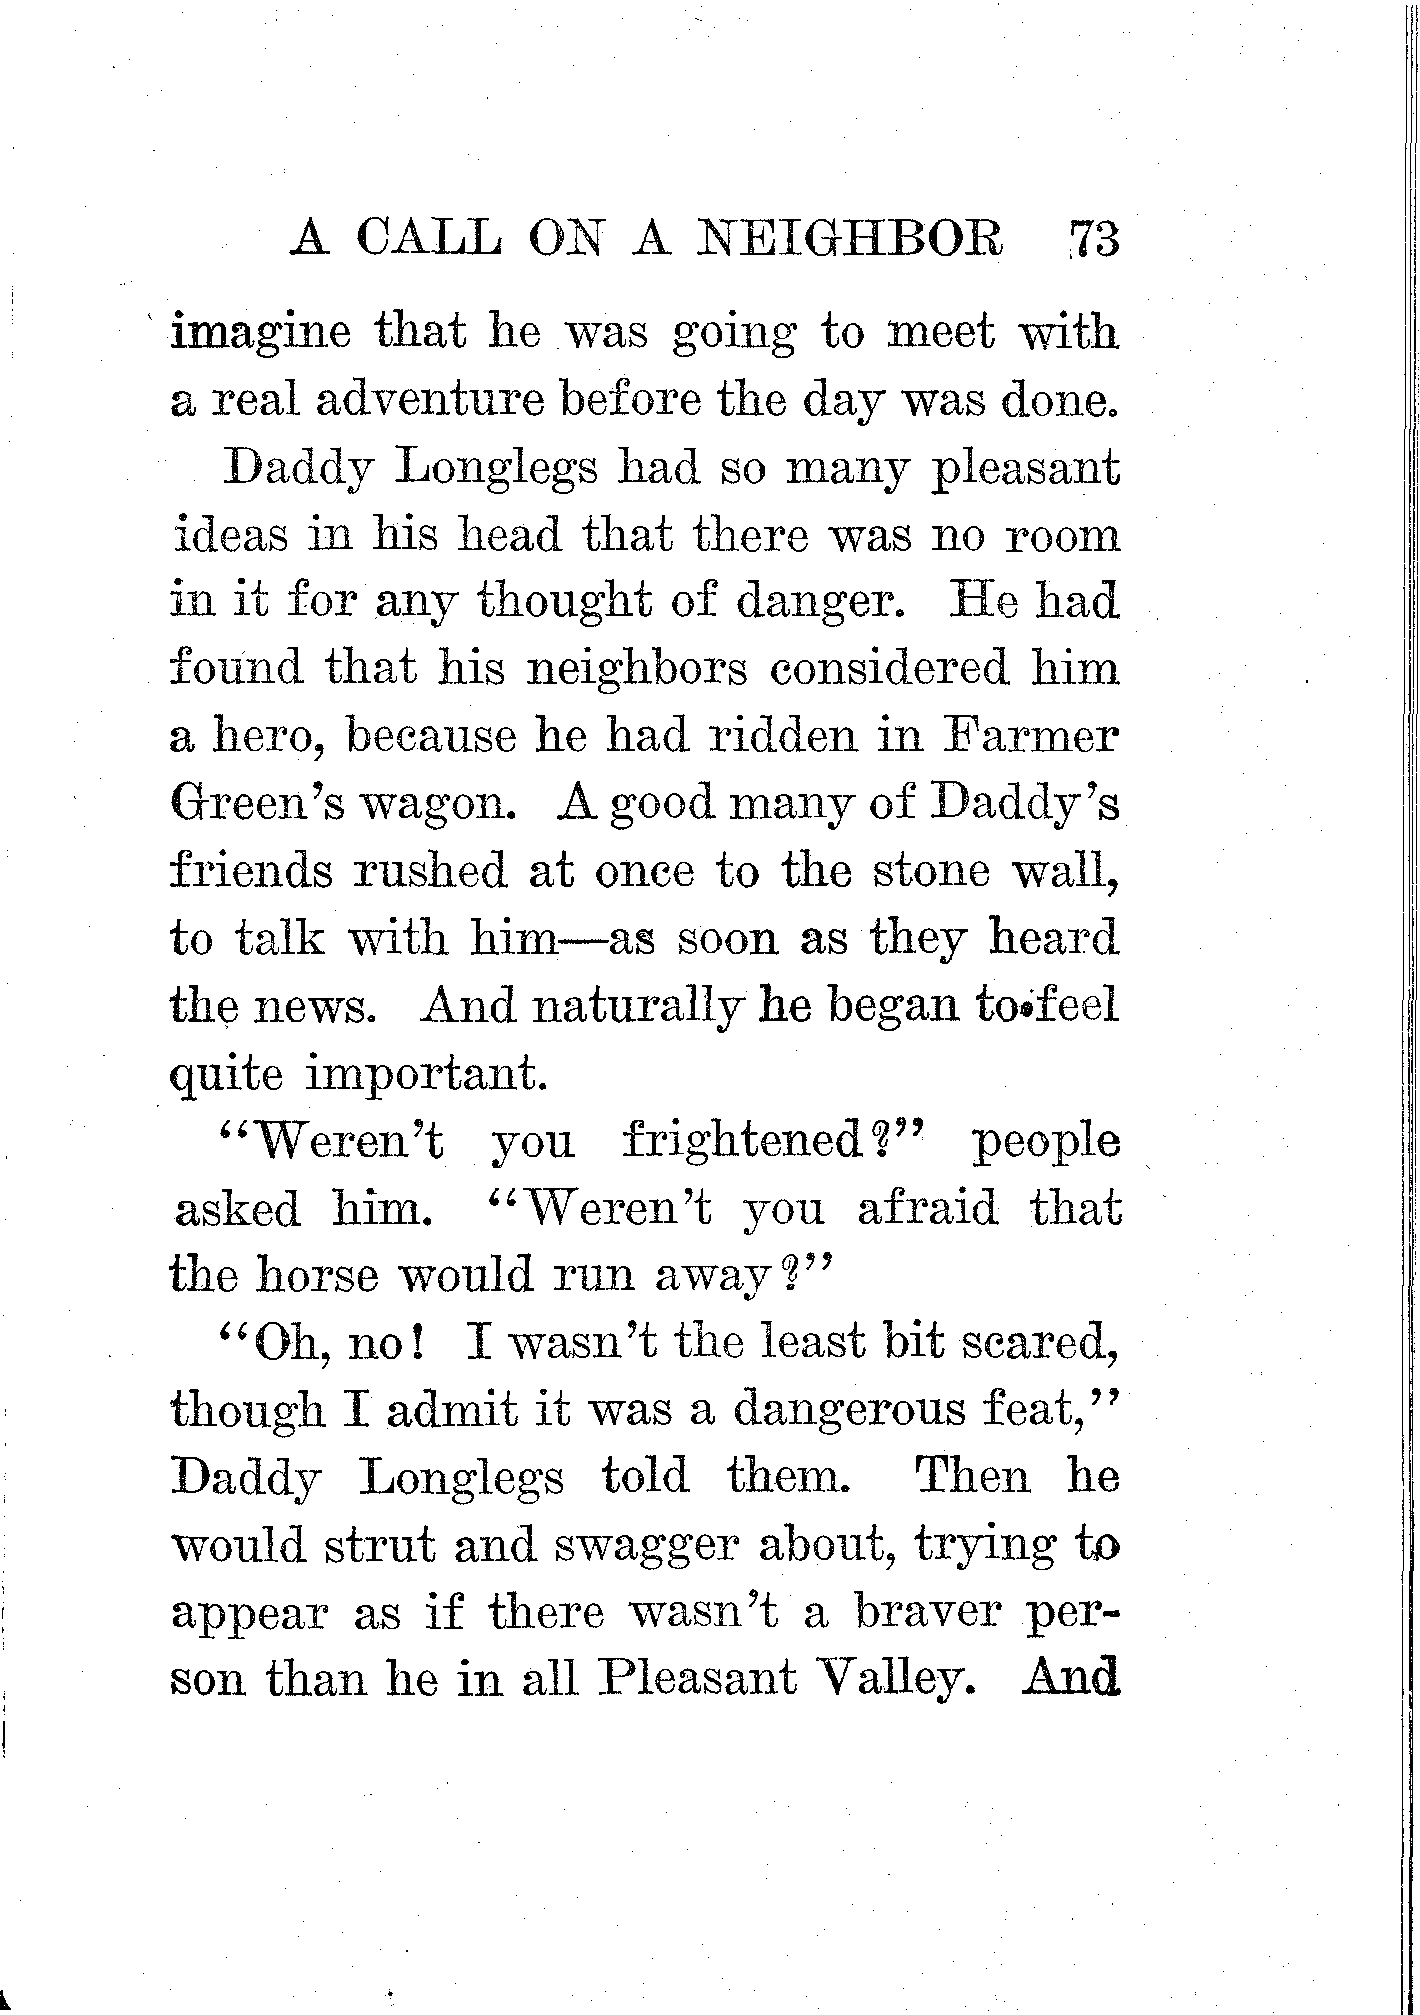 A CALL ON A NEIGHBOR 73
imagine that he was going to meet with
a real adventure before the day was done.
Daddy Longlegs had so many pleasant
ideas in his head that there was no room
in it for any thought of danger. He had
found that his neighbors considered him
a hero, because he had ridden in Farmer
Green's wagon. A good many of Daddy's
friends rushed at once to the stone wall,
to talk with him—as soon as they heard
the news. And naturally he began to feel
quite important.
"Weren't you frightened?" people
asked him. "Weren't you afraid that
the horse would run away?"
"Oh, no! I wasn't the least bit scared,
though I admit it was a dangerous feat,"
Daddy Longlegs told them. Then he
would strut and swagger about, trying to
appear as if there wasn't a braver per-
son than he in all Pleasant Valley. And